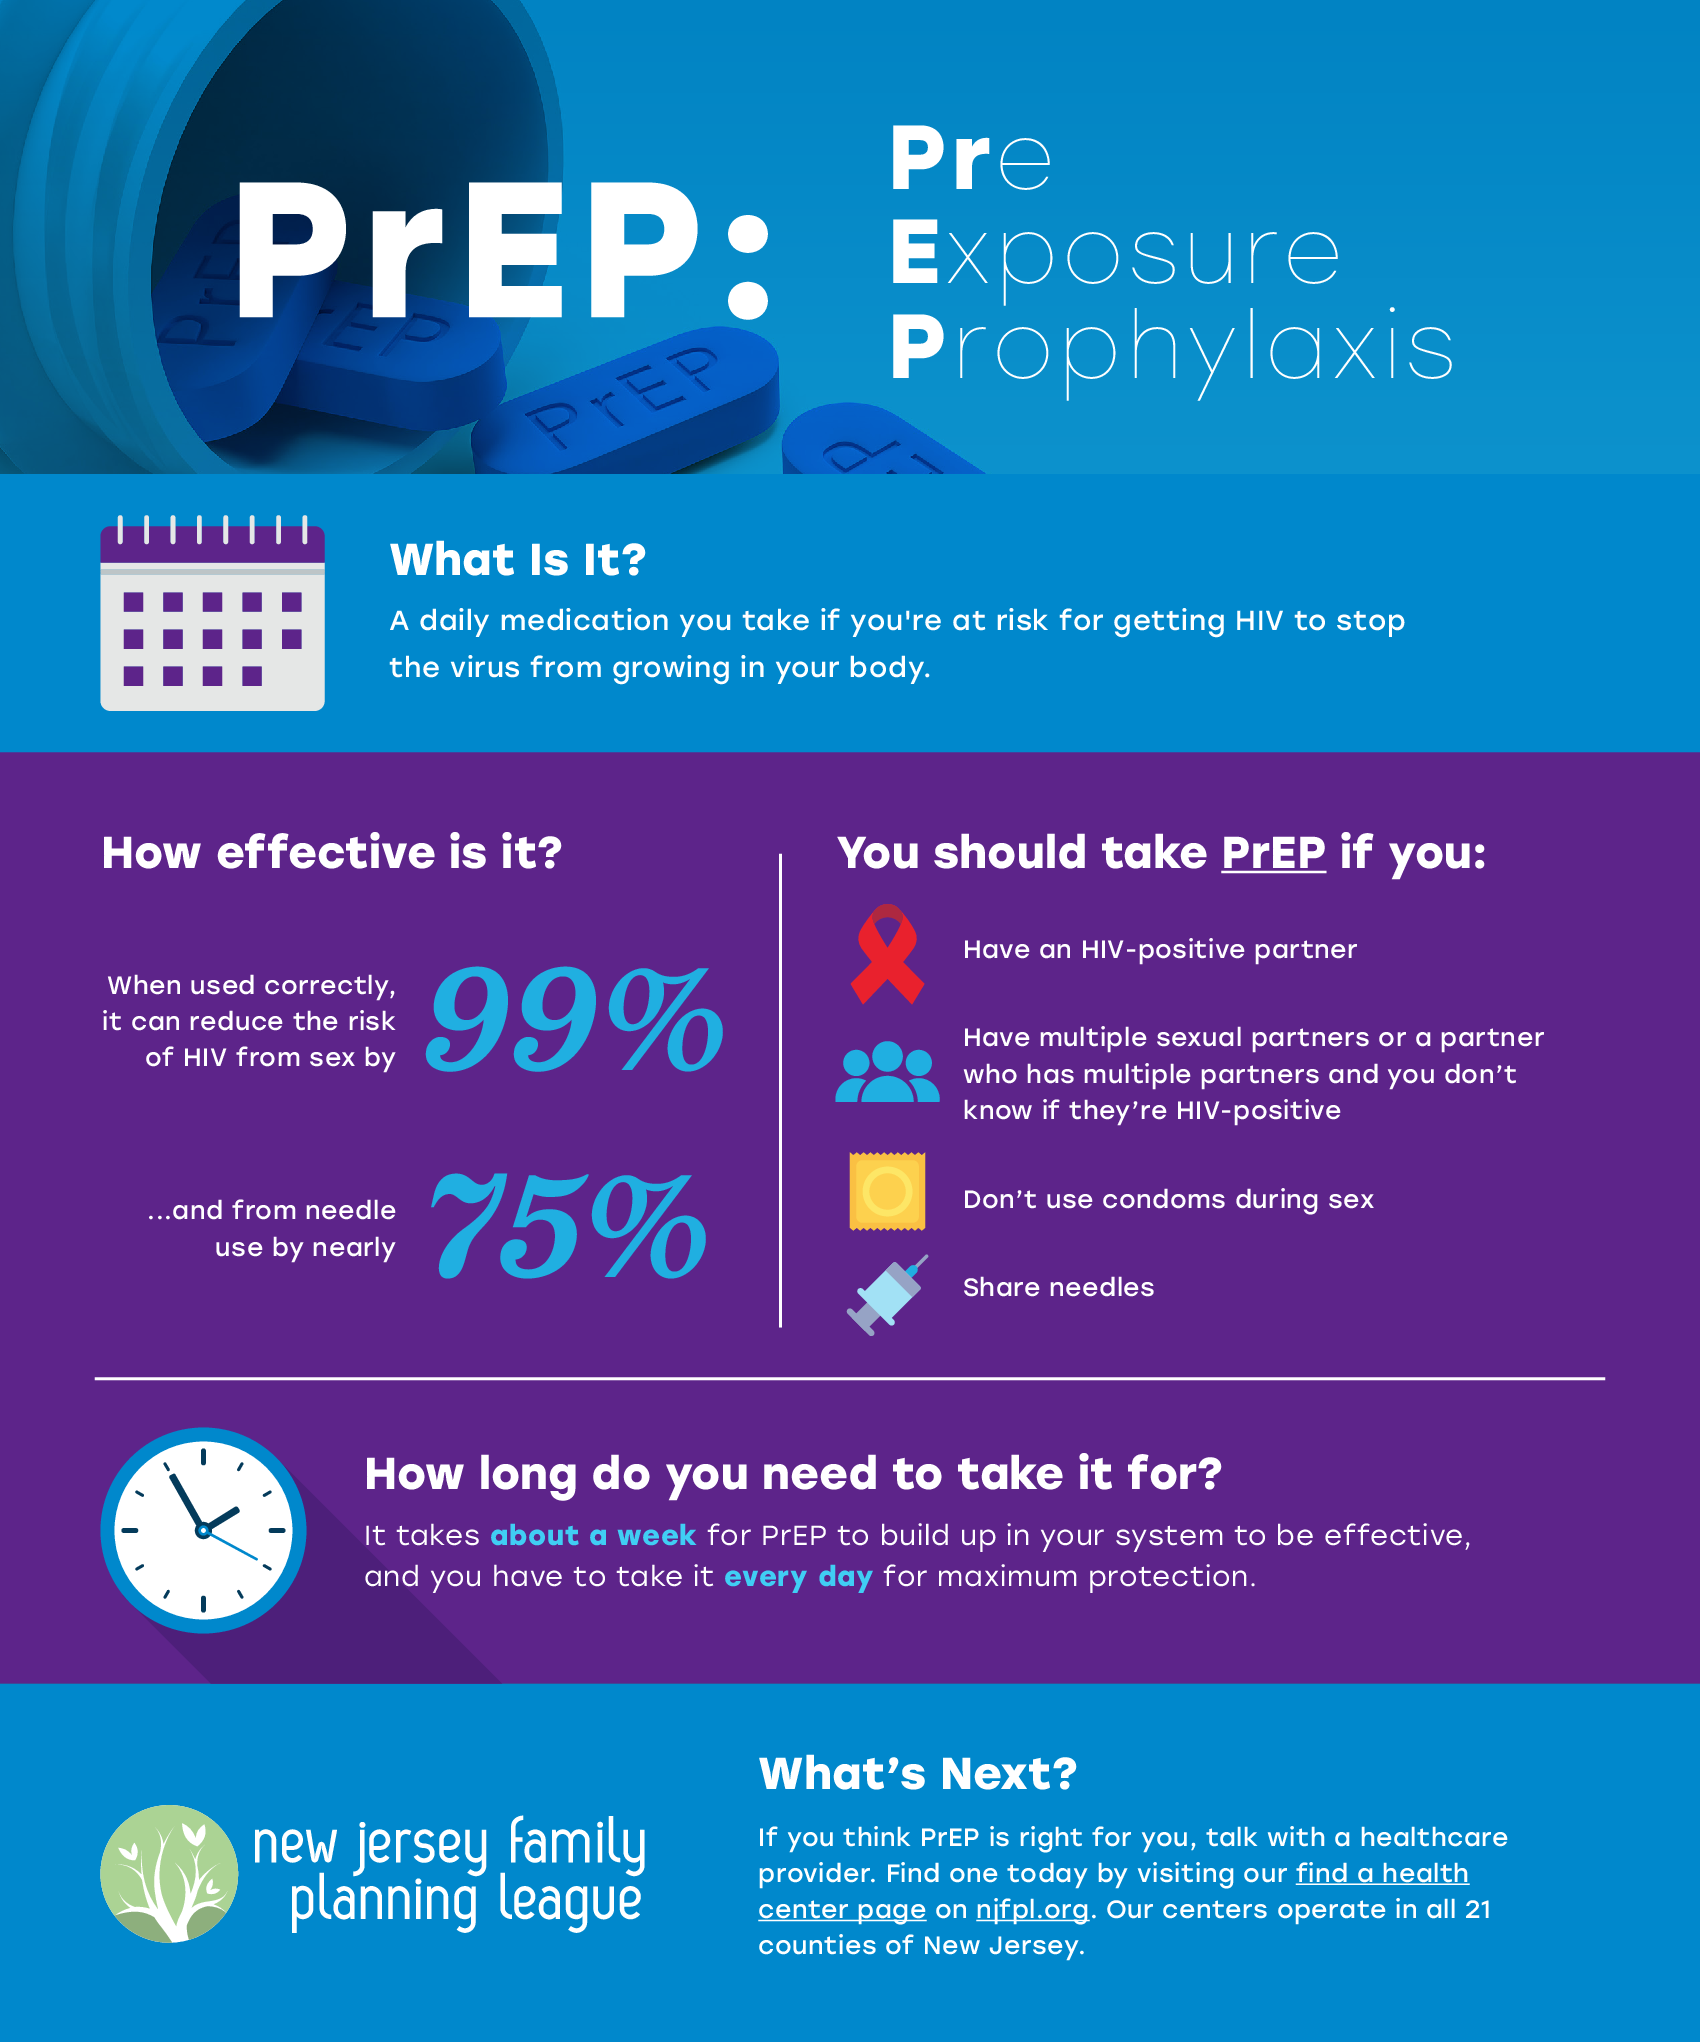 PrEP:
Pre
Exposure
Prophylaxis
PrEP
EP
PrEP
What Is It?
A daily medication you take if you're at risk for getting HIV to stop
the virus from growing in your body.
How effective is it?
When used correctly,
it can reduce the risk
of HIV from sex by
99%
...and from needle
use by nearly
75%
You should take PrEP if you:
Have an HIV-positive partner
Have multiple sexual partners or a partner
who has multiple partners and you don’t
know if they’re HIV-positive
Don’t use condoms during sex
Share needles
How long do you need to take it for?
It takes about a week for PrEP to build up in your system to be effective,
and you have to take it every day for maximum protection.
new jersey family
planning league
What’s Next?
If you think PrEP is right for you, talk with a healthcare
provider. Find one today by visiting our find a health
center page on njfpl.org. Our centers operate in all 21
counties of New Jersey.